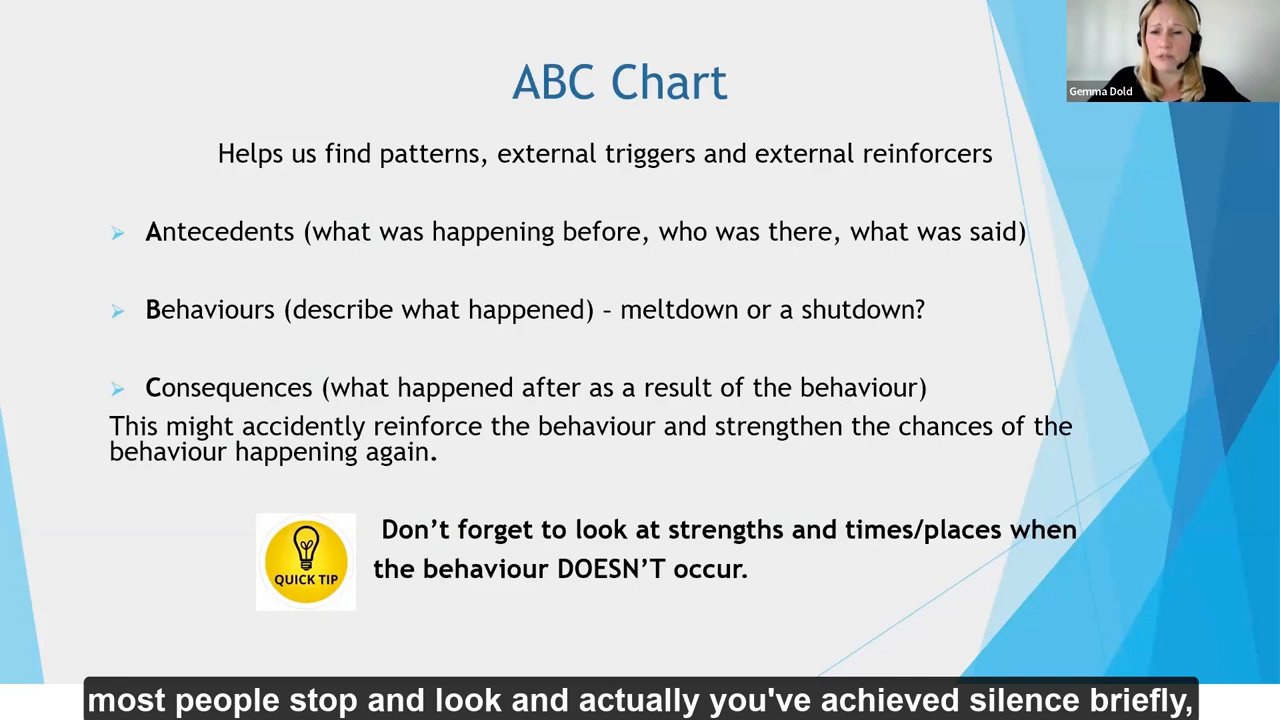 ABC Chart
Gemma Dold
Helps us find patterns, external triggers and external reinforcers
Antecedents (what was happening before, who was there, what was said)
Behaviours (describe what happened) – meltdown or a shutdown?
Consequences (what happened after as a result of the behaviour)
This might accidently reinforce the behaviour and strengthen the chances of the
behaviour happening again.
QUICK TIP
Don’t forget to look at strengths and times/places when
the behaviour DOESN’T occur.
most people stop and look and actually you've achieved silence briefly,